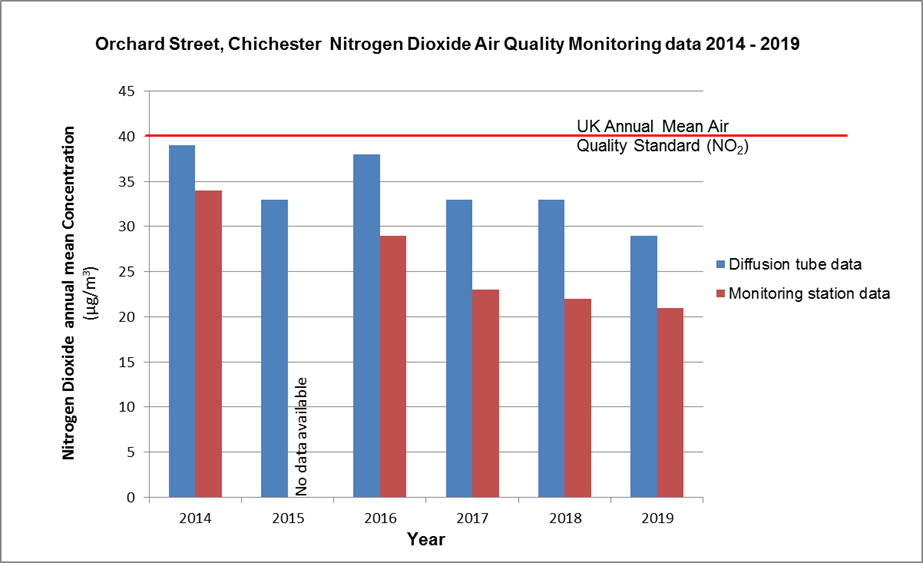 Orchard Street, Chichester Nitrogen Dioxide Air Quality Monitoring data 2014 - 2019
Nitrogen Dioxide annual mean Concentration
(µg/m³)
45
40
35
30
25
20
15
10
5
0
UK Annual Mean Air
Quality Standard (NO₂)
No data available
Diffusion tube data
Monitoring station data
2014
2015
2016
2017
2018
2019
Year